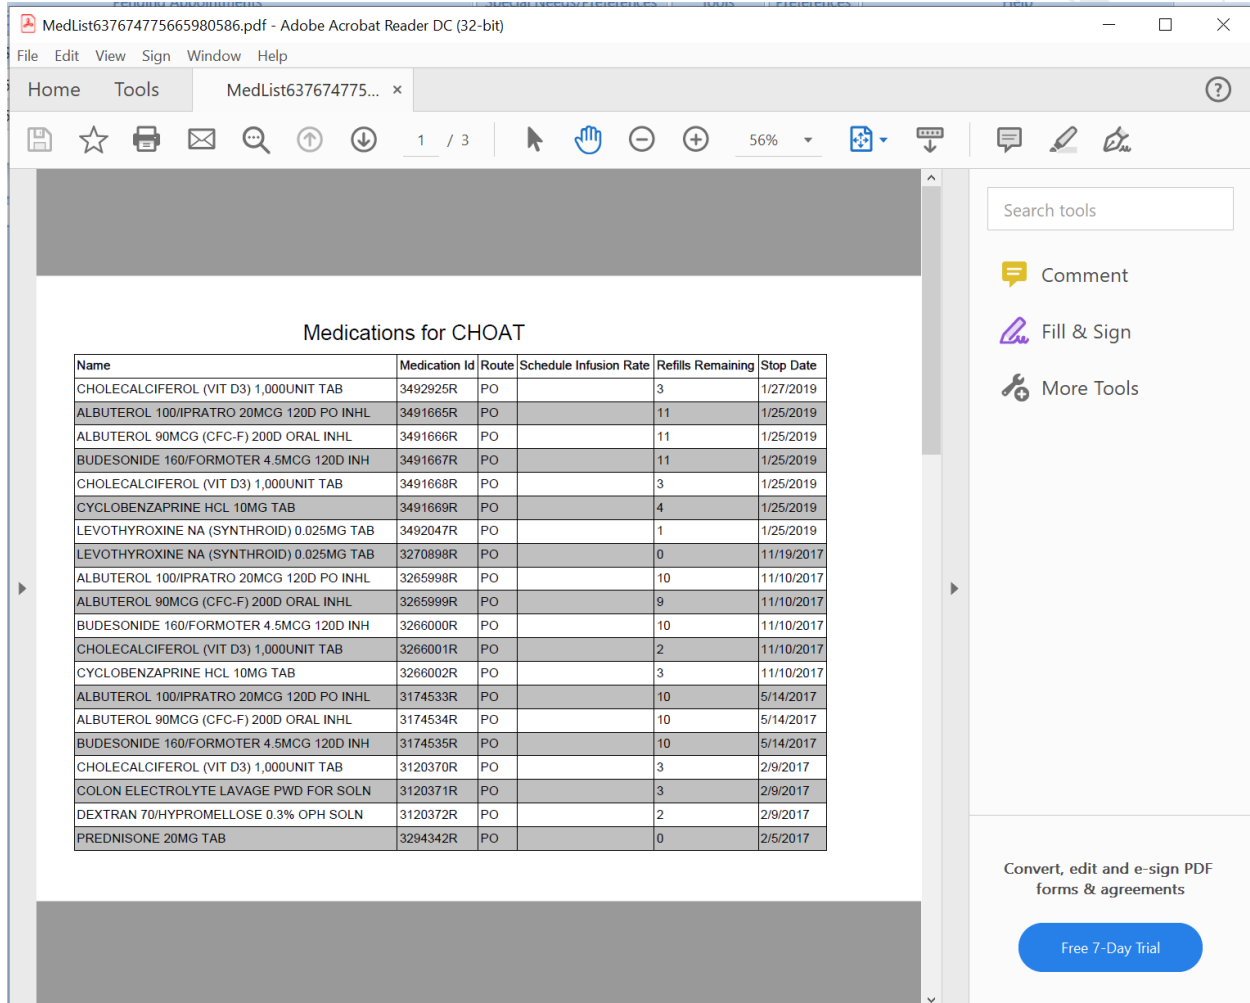 Pending Appointments Special Needs/Preferences Tools Preferences Help
MedList637674775665980586.pdf - Adobe Acrobat Reader DC (32-bit)
File Edit View Sign Window Help
Home Tools MedList637674775... ×
1 / 3 56%
Search tools
Comment
Fill & Sign
More Tools
Medications for CHOAT
Name Medication Id Route Schedule Infusion Rate Refills Remaining Stop Date
CHOLECALCIFEROL (VIT D3) 1,000UNIT TAB 3492925R PO 3 1/27/2019
ALBUTEROL 100/IPRATRO 20MCG 120D PO INHL 3491665R PO 11 1/25/2019
ALBUTEROL 90MCG (CFC-F) 200D ORAL INHL 3491666R PO 11 1/25/2019
BUDESONIDE 160/FORMOTER 4.5MCG 120D INH 3491667R PO 11 1/25/2019
CHOLECALCIFEROL (VIT D3) 1,000UNIT TAB 3491668R PO 3 1/25/2019
CYCLOBENZAPRINE HCL 10MG TAB 3491669R PO 4 1/25/2019
LEVOTHYROXINE NA (SYNTHROID) 0.025MG TAB 3492047R PO 1 1/25/2019
LEVOTHYROXINE NA (SYNTHROID) 0.025MG TAB 3270898R PO 0 11/19/2017
ALBUTEROL 100/IPRATRO 20MCG 120D PO INHL 3265998R PO 10 11/10/2017
ALBUTEROL 90MCG (CFC-F) 200D ORAL INHL 3265999R PO 9 11/10/2017
BUDESONIDE 160/FORMOTER 4.5MCG 120D INH 3266000R PO 10 11/10/2017
CHOLECALCIFEROL (VIT D3) 1,000UNIT TAB 3266001R PO 2 11/10/2017
CYCLOBENZAPRINE HCL 10MG TAB 3266002R PO 3 11/10/2017
ALBUTEROL 100/IPRATRO 20MCG 120D PO INHL 3174533R PO 10 5/14/2017
ALBUTEROL 90MCG (CFC-F) 200D ORAL INHL 3174534R PO 10 5/14/2017
BUDESONIDE 160/FORMOTER 4.5MCG 120D INH 3174535R PO 10 5/14/2017
CHOLECALCIFEROL (VIT D3) 1,000UNIT TAB 3120370R PO 3 2/9/2017
COLON ELECTROLYTE LAVAGE PWD FOR SOLN 3120371R PO 3 2/9/2017
DEXTRAN 70/HYPROMELLOSE 0.3% OPH SOLN 3120372R PO 2 2/9/2017
PREDNISONE 20MG TAB 3294342R PO 0 2/5/2017
Convert, edit and e-sign PDF
forms & agreements
Free 7-Day Trial